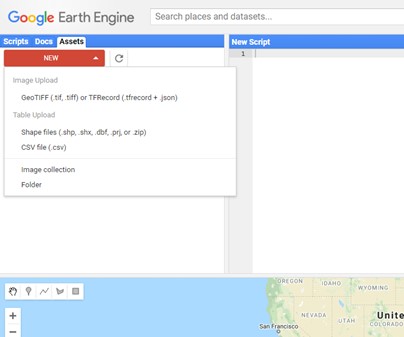 Google Earth Engine
Search places and datasets...
Scripts Docs Assets
NEW
Image Upload
GeoTIFF (.tif, .tiff) or TFRecord (.tfrecord + .json)
Table Upload
Shape files (.shp, .shx, .dbf, .prj, or .zip)
CSV file (.csv)
Image collection
Folder
New Script
1
OREGON
IDAHO
WYOMING
NEVADA
UTAH
COLORADO
Unite
San Francisco